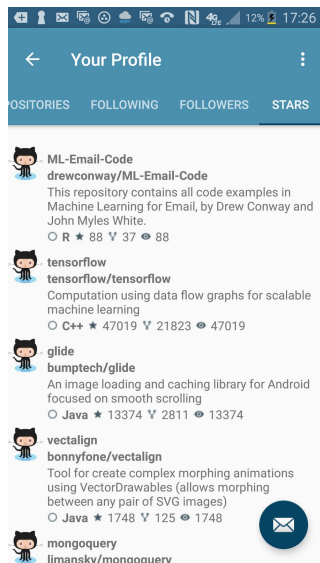 12% 17:26
Your Profile
POSITORIES FOLLOWING FOLLOWERS STARS
ML-Email-Code
drewconway/ML-Email-Code
This repository contains all code examples in
Machine Learning for Email, by Drew Conway and
John Myles White.
R 88 37 88
tensorflow
tensorflow/tensorflow
Computation using data flow graphs for scalable
machine learning
C++ 47019 21823 47019
glide
bumptech/glide
An image loading and caching library for Android
focused on smooth scrolling
Java 13374 2811 13374
vectalign
bonnyfone/vectalign
Tool for create complex morphing animations
using VectorDrawables (allows morphing
between any pair of SVG images)
Java 1748 125 1748
mongoquery
limansky/mongoquery